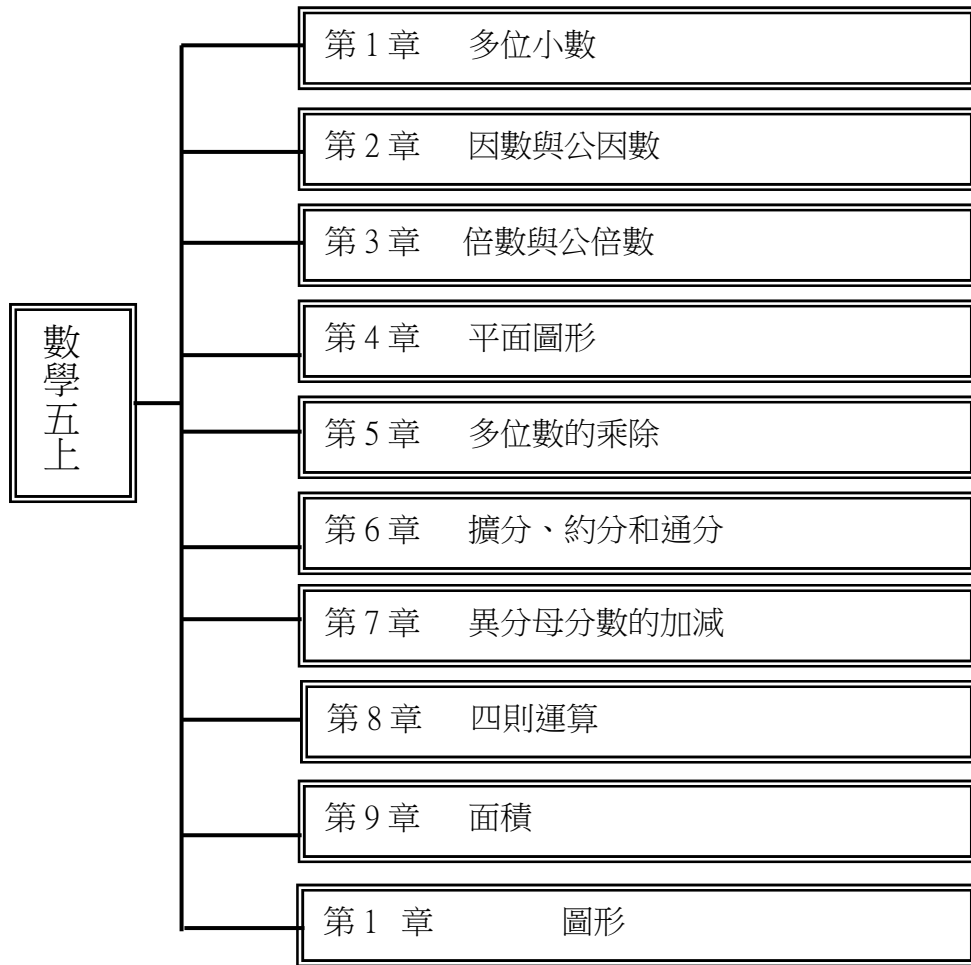 數學五上
第1章 多位小數
第2章 因數與公因數
第3章 倍數與公倍數
第4章 平面圖形
第5章 多位數的乘除
第6章 擴分、約分和通分
第7章 異分母分數的加減
第8章 四則運算
第9章 面積
第1 章 圖形